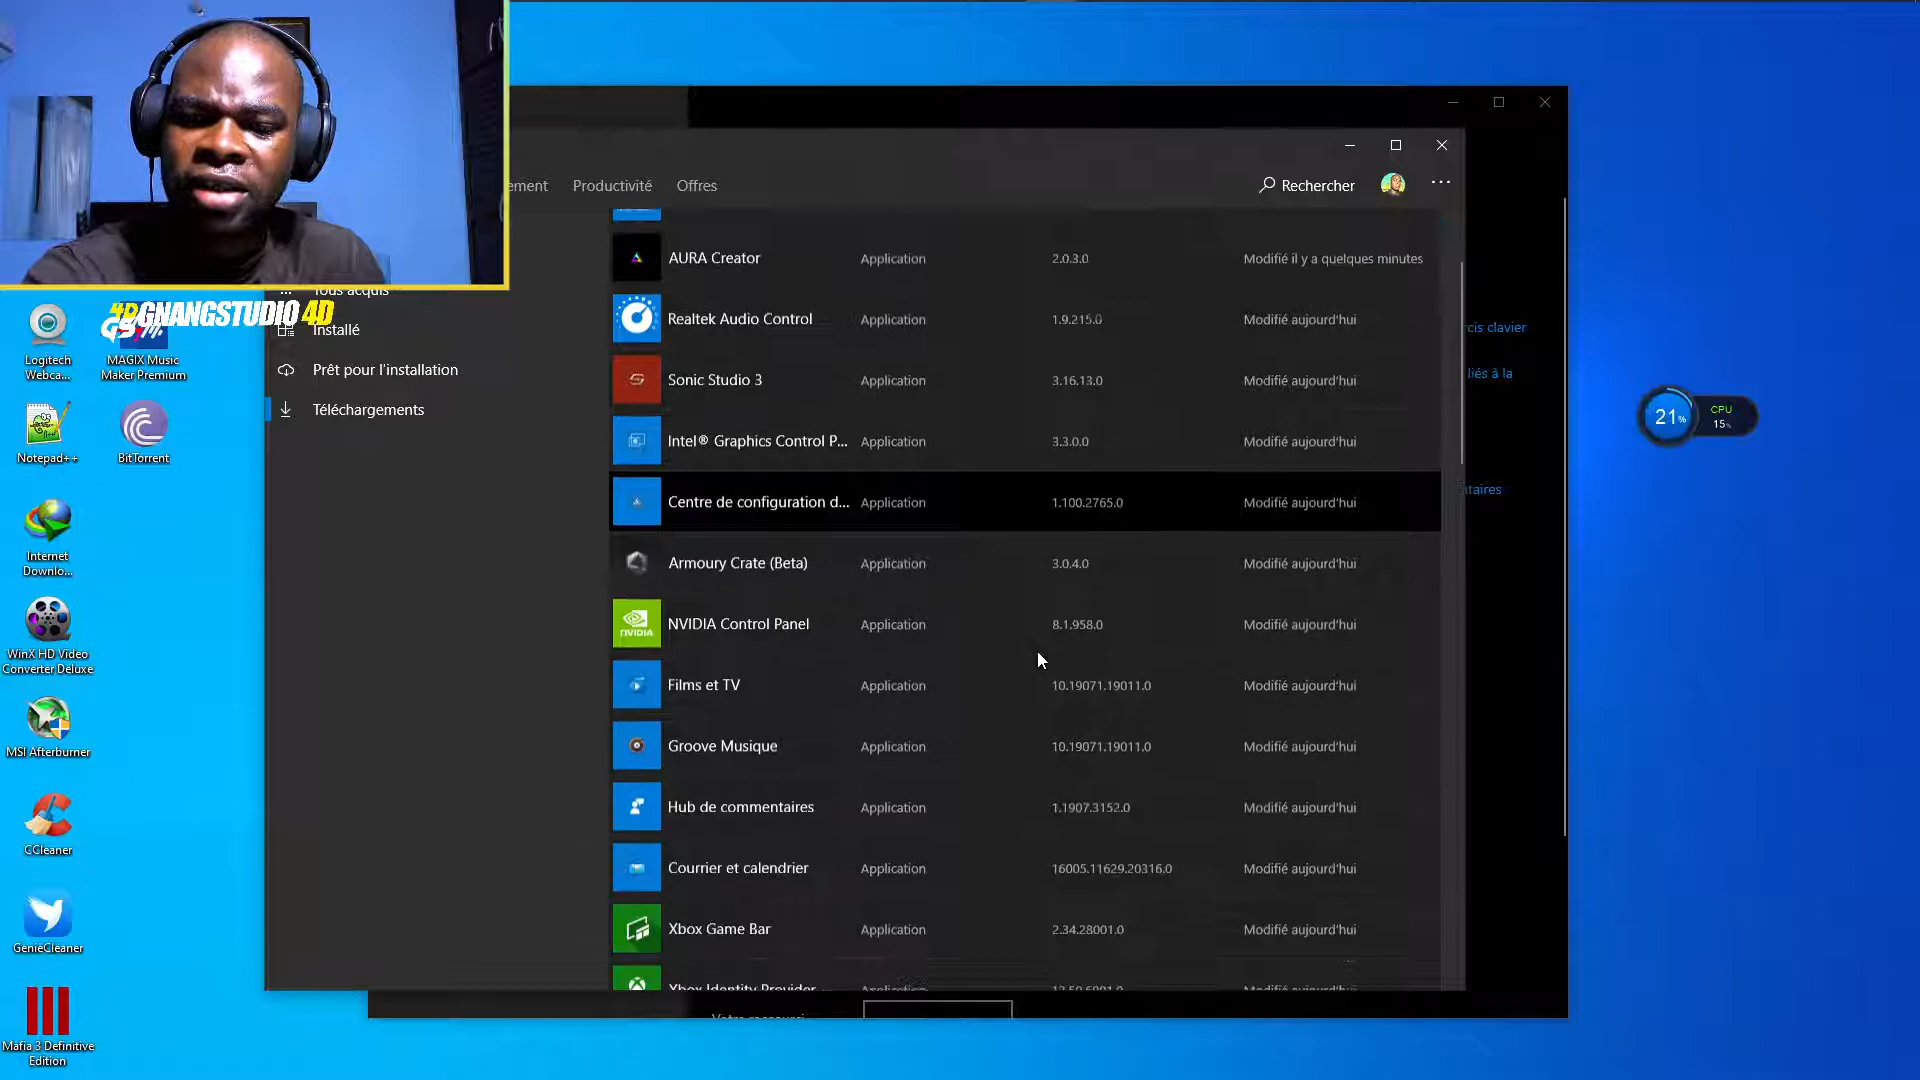 ement Productivité Offres
Rechercher
Tous acquis
GNANGSTUDIO 4D
4D
GS
Installé
Prêt pour l'installation
Téléchargements
AURA Creator Application 2.0.3.0 Modifié il y a quelques minutes
Realtek Audio Control Application 1.9.215.0 Modifié aujourd'hui
Sonic Studio 3 Application 3.16.13.0 Modifié aujourd'hui
Intel® Graphics Control P... Application 3.3.0.0 Modifié aujourd'hui
Centre de configuration d... Application 1.100.2765.0 Modifié aujourd'hui
Armoury Crate (Beta) Application 3.0.4.0 Modifié aujourd'hui
NVIDIA
NVIDIA Control Panel Application 8.1.958.0 Modifié aujourd'hui
Films et TV Application 10.19071.19011.0 Modifié aujourd'hui
Groove Musique Application 10.19071.19011.0 Modifié aujourd'hui
Hub de commentaires Application 1.1907.3152.0 Modifié aujourd'hui
Courrier et calendrier Application 16005.11629.20316.0 Modifié aujourd'hui
Xbox Game Bar Application 2.34.28001.0 Modifié aujourd'hui
Xbox Identity Provider Application 12.50.6001.0 Modifié aujourd'hui
Votre raccourci
rcis clavier
liés à la
taires
21%
CPU
15%
Logitech
Webca...
MAGIX Music
Maker Premium
Notepad++
BitTorrent
Internet
Downlo...
WinX HD Video
Converter Deluxe
MSI Afterburner
CCleaner
GenieCleaner
Mafia 3 Definitive
Edition